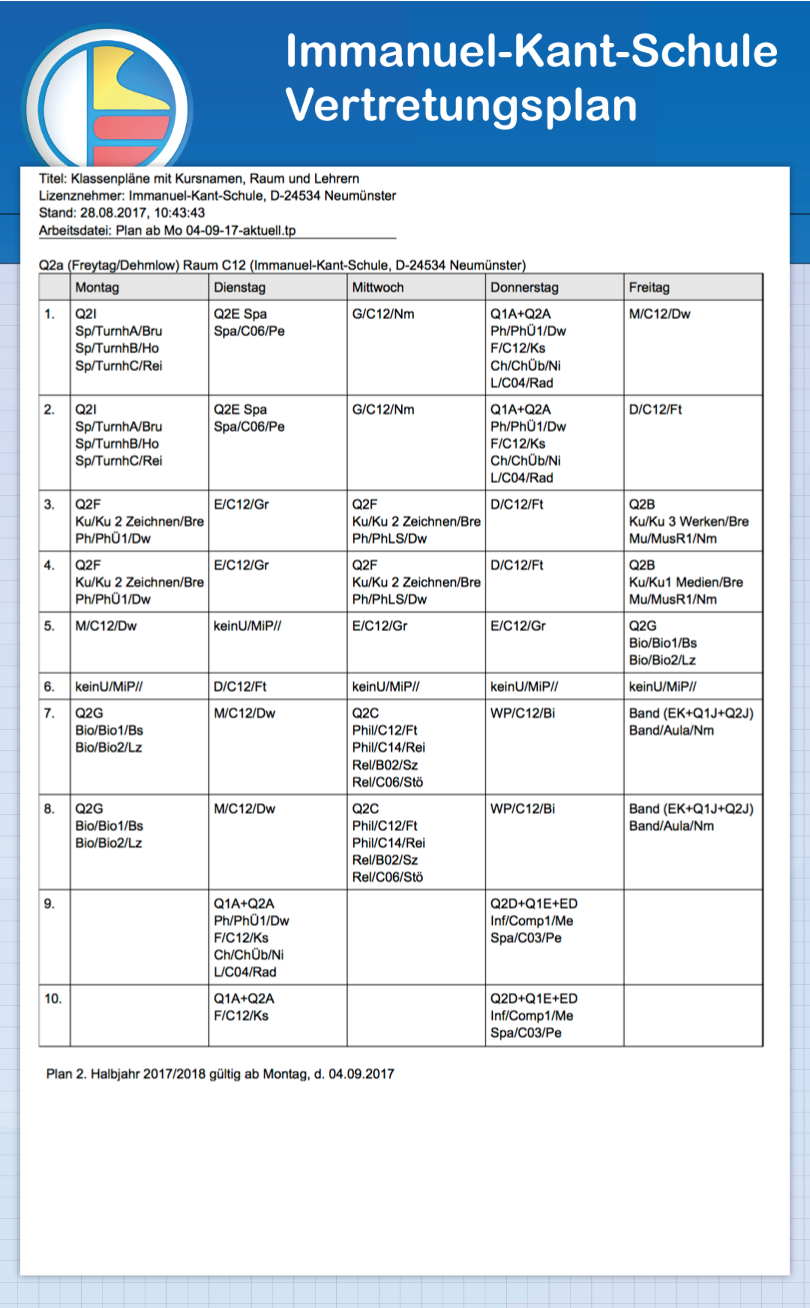 Immanuel-Kant-Schule
Vertretungsplan
Titel: Klassenpläne mit Kursnamen, Raum und Lehrern
Lizenznehmer: Immanuel-Kant-Schule, D-24534 Neumünster
Stand: 28.08.2017, 10:43:43
Arbeitsdatei: Plan ab Mo 04-09-17-aktuell.tp
Q2a (Freytag/Dehmlow) Raum C12 (Immanuel-Kant-Schule, D-24534 Neumünster)
Montag Dienstag Mittwoch Donnerstag Freitag
1. Q2I Q2E Spa G/C12/Nm Q1A+Q2A M/C12/Dw
Sp/TurnhA/Bru Spa/C06/Pe Ph/PhÜ1/Dw
Sp/TurnhB/Ho F/C12/Ks
Sp/TurnhC/Rei Ch/ChÜb/Ni
L/C04/Rad
2. Q2I Q2E Spa G/C12/Nm Q1A+Q2A D/C12/Ft
Sp/TurnhA/Bru Spa/C06/Pe Ph/PhÜ1/Dw
Sp/TurnhB/Ho F/C12/Ks
Sp/TurnhC/Rei Ch/ChÜb/Ni
L/C04/Rad
3. Q2F E/C12/Gr Q2F D/C12/Ft Q2B
Ku/Ku 2 Zeichnen/Bre Ku/Ku 2 Zeichnen/Bre Ku/Ku 3 Werken/Bre
Ph/PhÜ1/Dw Ph/PhLS/Dw Mu/MusR1/Nm
4. Q2F E/C12/Gr Q2F D/C12/Ft Q2B
Ku/Ku 2 Zeichnen/Bre Ku/Ku 2 Zeichnen/Bre Ku/Ku1 Medien/Bre
Ph/PhÜ1/Dw Ph/PhLS/Dw Mu/MusR1/Nm
5. M/C12/Dw keinU/MiP// E/C12/Gr E/C12/Gr Q2G
Bio/Bio1/Bs
Bio/Bio2/Lz
6. keinU/MiP// D/C12/Ft keinU/MiP// keinU/MiP// keinU/MiP//
7. Q2G M/C12/Dw Q2C WP/C12/Bi Band (EK+Q1J+Q2J)
Bio/Bio1/Bs Phil/C12/Ft Band/Aula/Nm
Bio/Bio2/Lz Phil/C14/Rei
Rel/B02/Sz
Rel/C06/Stö
8. Q2G M/C12/Dw Q2C WP/C12/Bi Band (EK+Q1J+Q2J)
Bio/Bio1/Bs Phil/C12/Ft Band/Aula/Nm
Bio/Bio2/Lz Phil/C14/Rei
Rel/B02/Sz
Rel/C06/Stö
9. Q1A+Q2A Q2D+Q1E+ED
Ph/PhÜ1/Dw Inf/Comp1/Me
F/C12/Ks Spa/C03/Pe
Ch/ChÜb/Ni
L/C04/Rad
10. Q1A+Q2A Q2D+Q1E+ED
F/C12/Ks Inf/Comp1/Me
Spa/C03/Pe
Plan 2. Halbjahr 2017/2018 gültig ab Montag, d. 04.09.2017